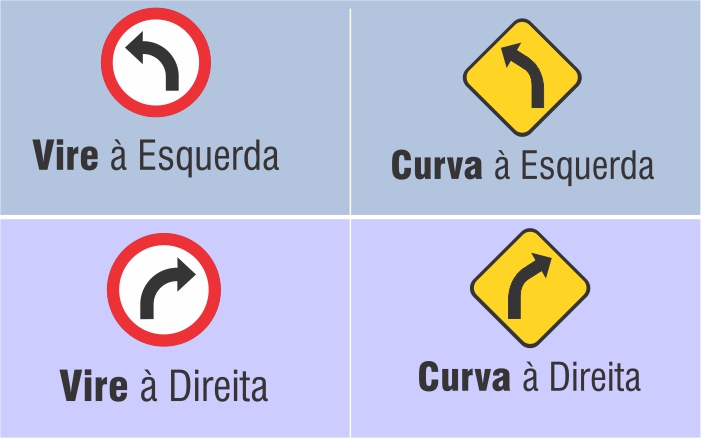 Vire à Esquerda
Curva à Esquerda
Vire à Direita
Curva à Direita